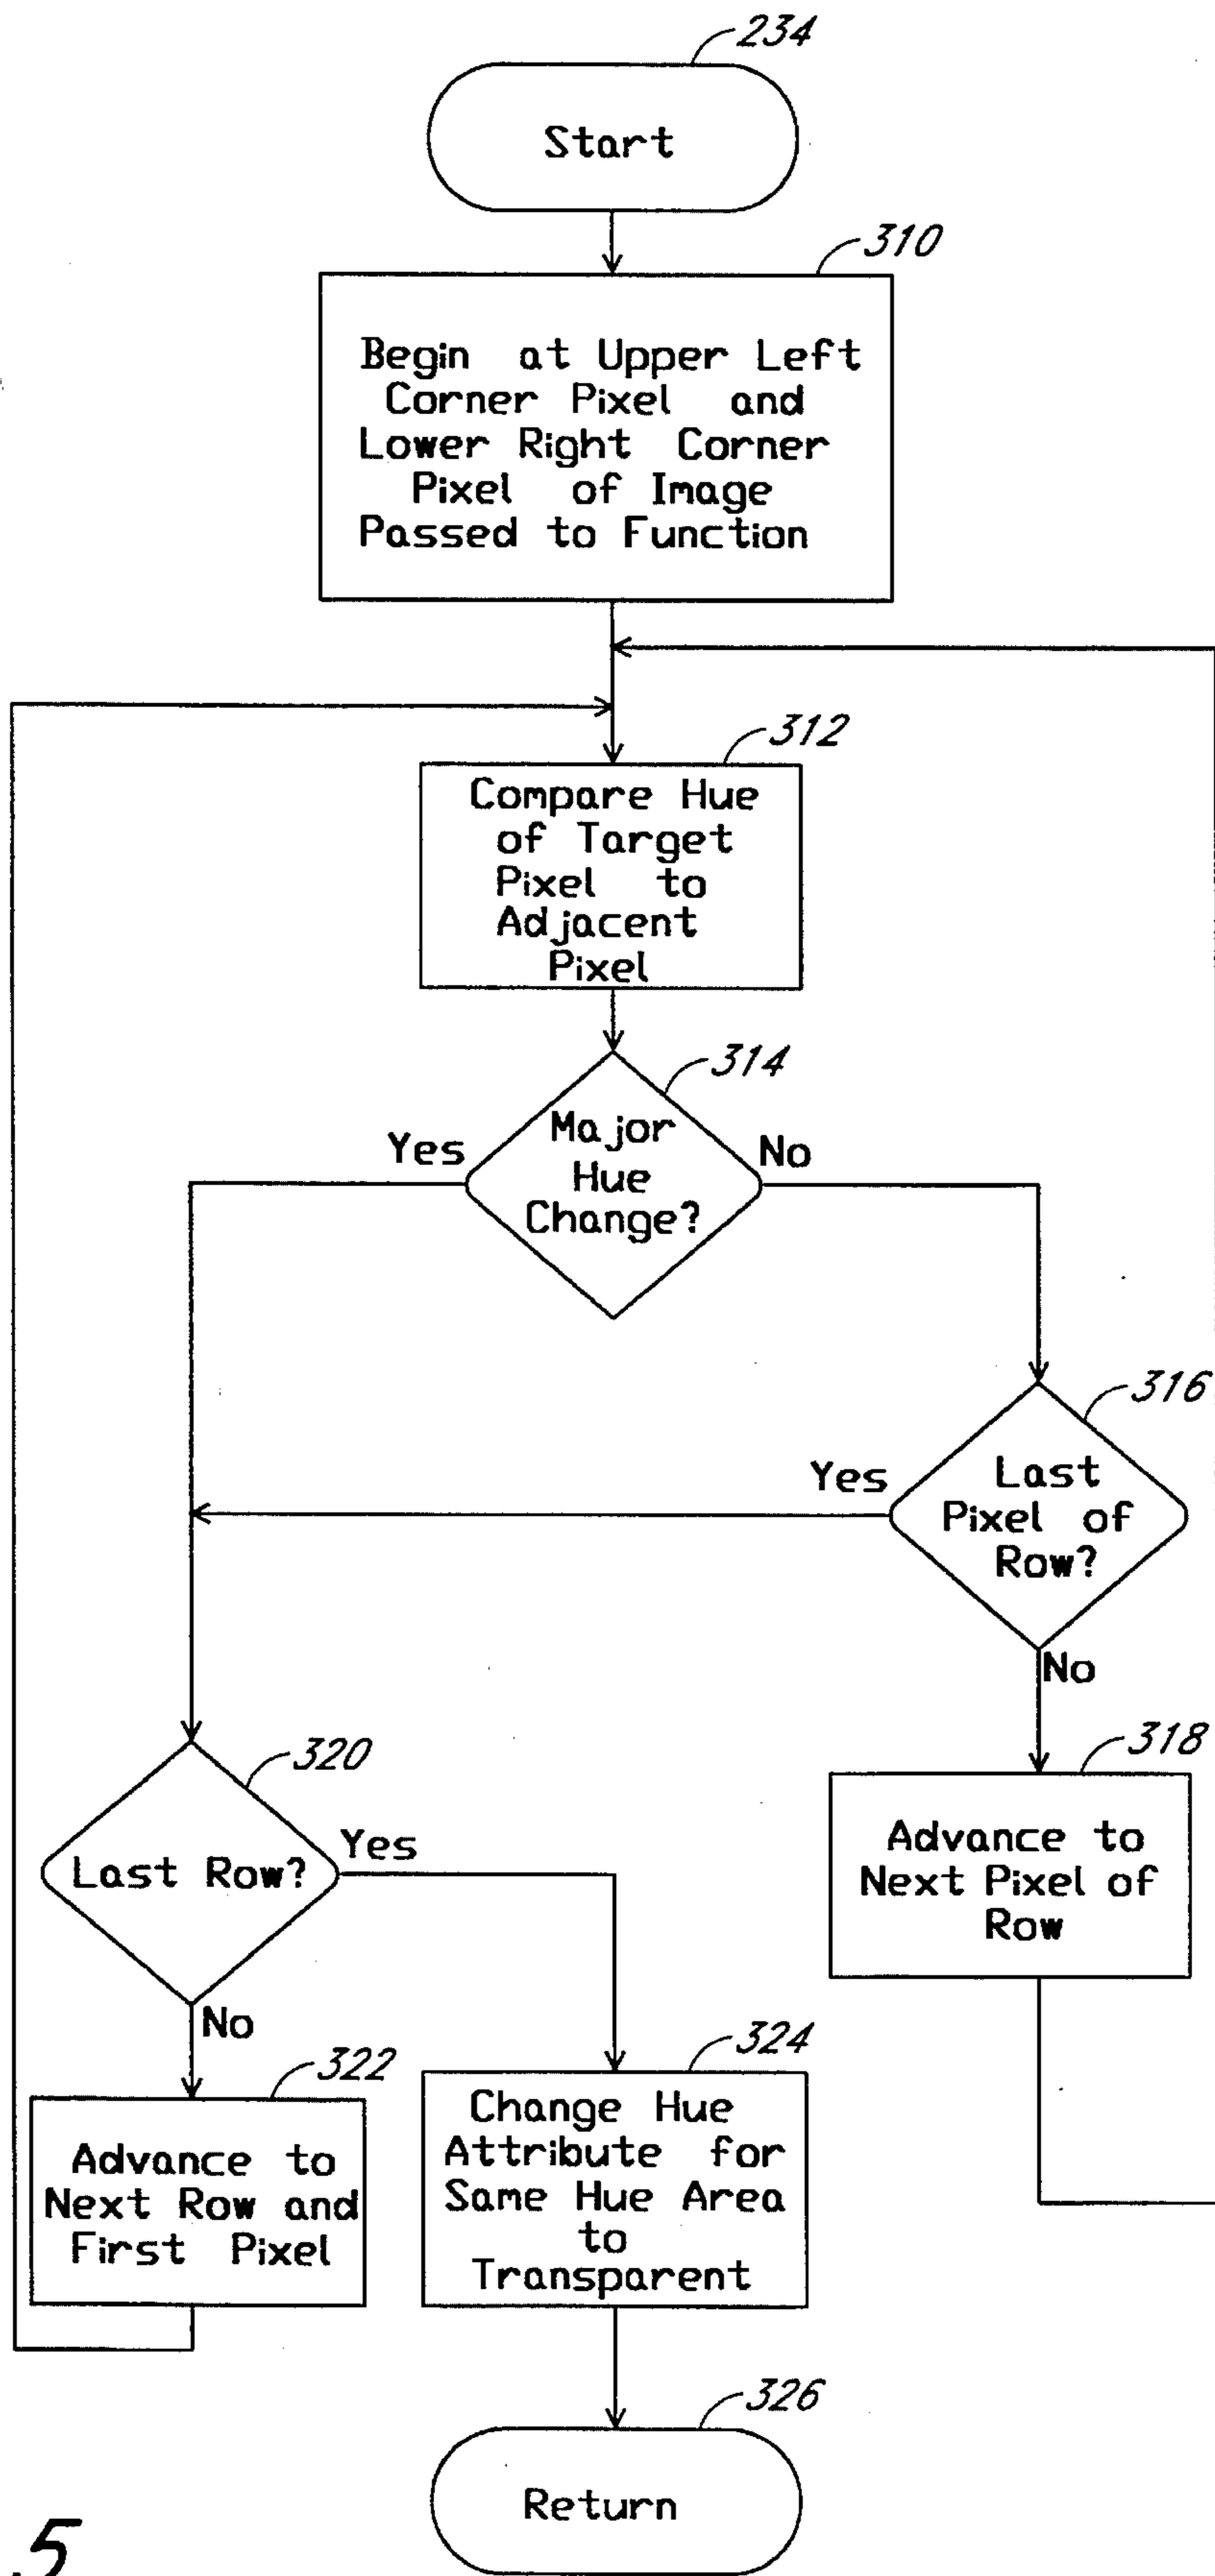 234
Start
310
Begin at Upper Left
Corner Pixel and
Lower Right Corner
Pixel of Image
Passed to Function
312
Compare Hue
of Target
Pixel to
Adjacent
Pixel
314
Major
Hue
Change?
Yes
No
316
Last
Pixel of
Row?
Yes
No
318
Advance to
Next Pixel of
Row
320
Last Row?
Yes
No
322
Advance to
Next Row and
First Pixel
324
Change Hue
Attribute for
Same Hue Area
to
Transparent
326
Return
5